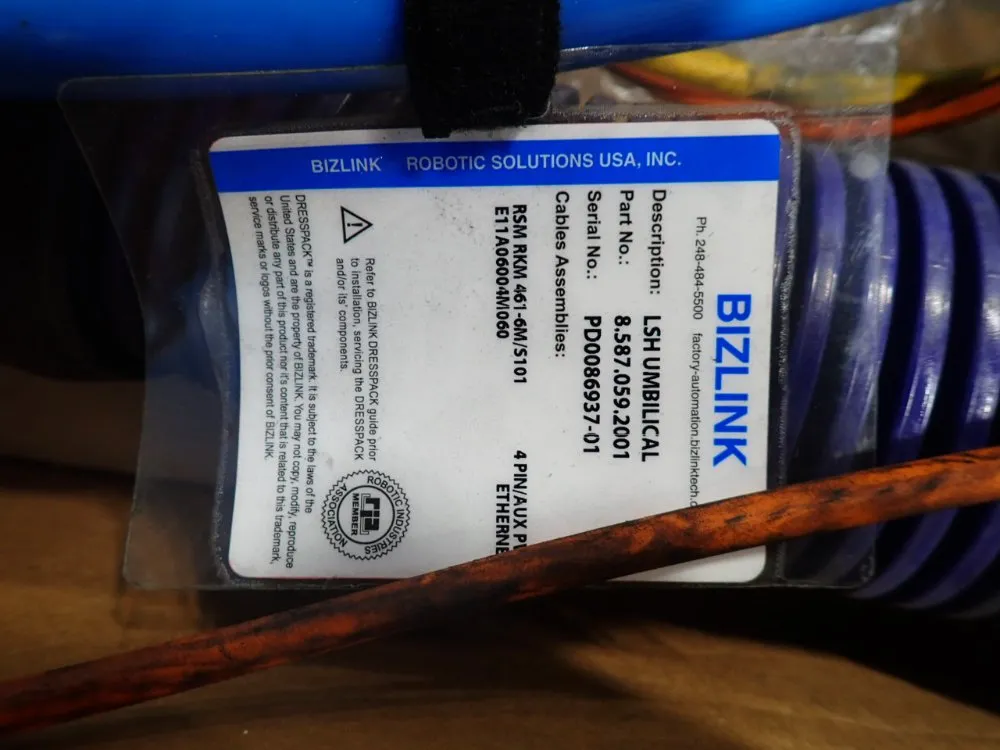 BIZLINK ROBOTIC SOLUTIONS USA, INC.
BIZLINK
Ph. 248-484-5500 factory-automation.bizlinktech.c
Description: LSH UMBILICAL
Part No.: 8.587.059.2001
Serial No.: PD0086937-01
Cables Assemblies:
RSM RKM 461-6M/S101 4 PIN/AUX
E11A06004M060 ETHERNE
Refer to BIZLINK DRESSPACK guide prior
to installation, servicing the DRESSPACK
and/or its' components.
ROBOTIC INDUSTRIES
ASSOCIATION
MEMBER
DRESSPACK™ is a registered trademark. It is subject to the laws of the
United States and are the property of BIZLINK. You may not copy, modify, reproduce
or distribute any part of this product nor it's content that is related to this trademark,
service marks or logos without the prior consent of BIZLINK.